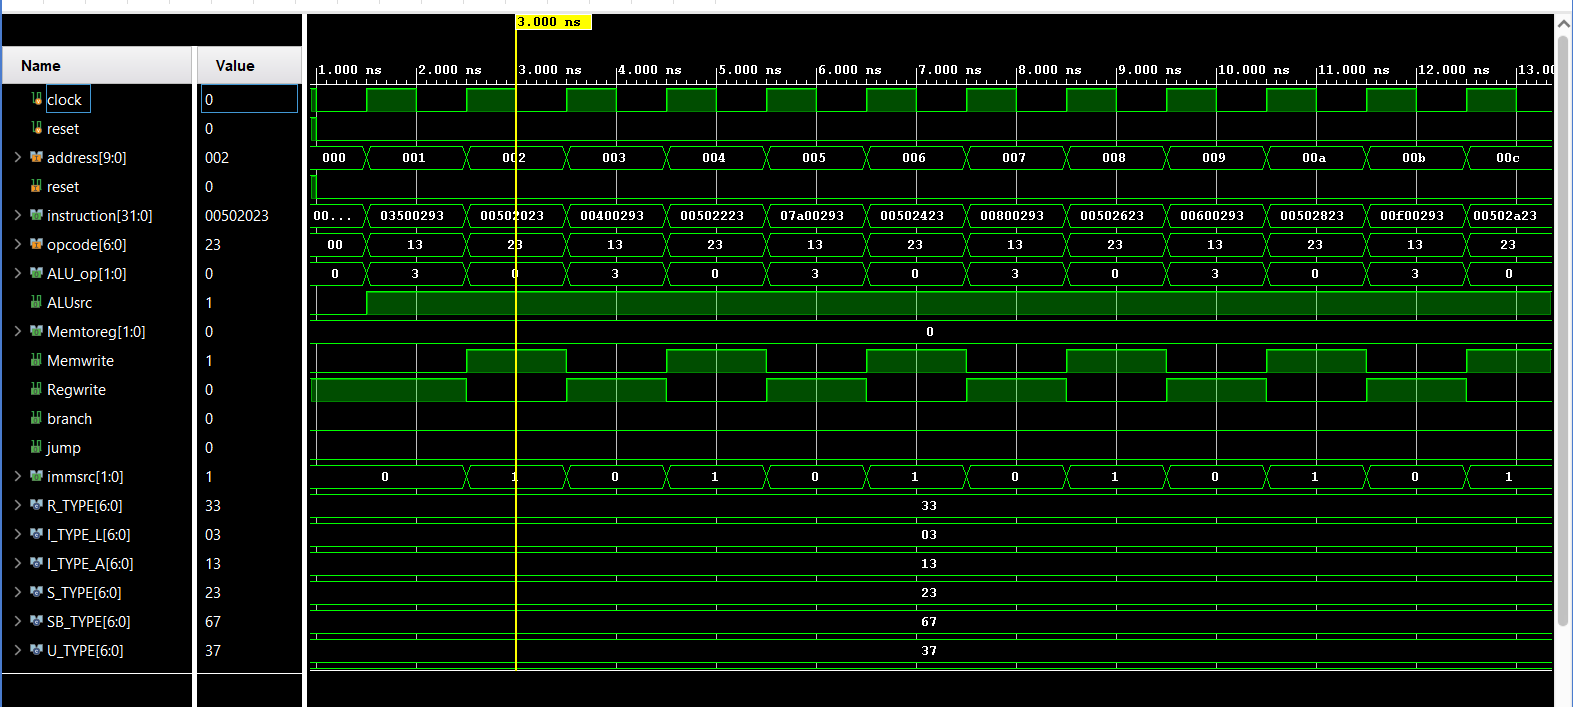 3.000 ns
Name Value
1.000 ns 2.000 ns 3.000 ns 4.000 ns 5.000 ns 6.000 ns 7.000 ns 8.000 ns 9.000 ns 10.000 ns 11.000 ns 12.000 ns 13.0
clock 0
reset 0
address[9:0] 002 000 001 002 003 004 005 006 007 008 009 00a 00b 00c
reset 0
instruction[31:0] 00502023 00... 03500293 00502023 00400293 00502223 07a00293 00502423 00800293 00502623 00600293 00502823 00f00293 00502a23
opcode[6:0] 23 00 13 23 13 23 13 23 13 23 13 23 13 23
ALU_op[1:0] 0 0 3 0 3 0 3 0 3 0 3 0 3 0
ALUsrc 1
Memtoreg[1:0] 0 0
Memwrite 1
Regwrite 0
branch 0
jump 0
immsrc[1:0] 1 0 1 0 1 0 1 0 1 0 1 0 1
R_TYPE[6:0] 33 33
I_TYPE_L[6:0] 03 03
I_TYPE_A[6:0] 13 13
S_TYPE[6:0] 23 23
SB_TYPE[6:0] 67 67
U_TYPE[6:0] 37 37